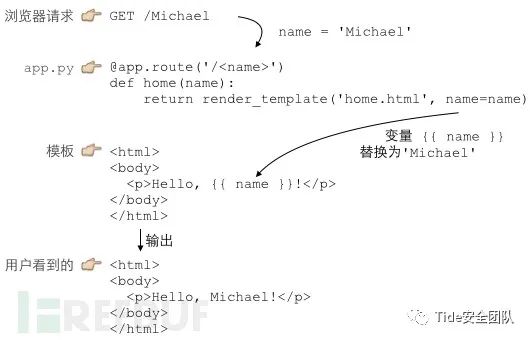 浏览器请求 GET /Michael
name = 'Michael'
app.py @app.route('/<name>')
def home(name):
return render_template('home.html', name=name)
变量 {{ name }}
替换为'Michael'
模板 <html>
<body>
<p>Hello, {{ name }}!</p>
</body>
</html>
输出
用户看到的 <html>
<body>
<p>Hello, Michael!</p>
</body>
</html>
FREEBUF
Tide安全团队